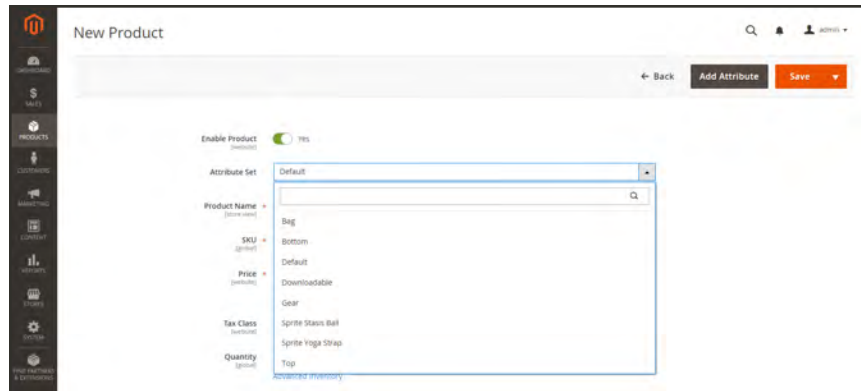 New Product
admin
← Back
Add Attribute
Save
DASHBOARD
$
SALES
PRODUCTS
CUSTOMERS
MARKETING
CONTENT
REPORTS
STORES
SYSTEM
FIND PARTNERS
& EXTENSIONS
Enable Product
[website]
Yes
Attribute Set
Default
Product Name *
[store view]
SKU *
[global]
Price *
[website]
Tax Class
[website]
Quantity
[global]
Bag
Bottom
Default
Downloadable
Gear
Sprite Stasis Ball
Sprite Yoga Strap
Top
Advanced Inventory